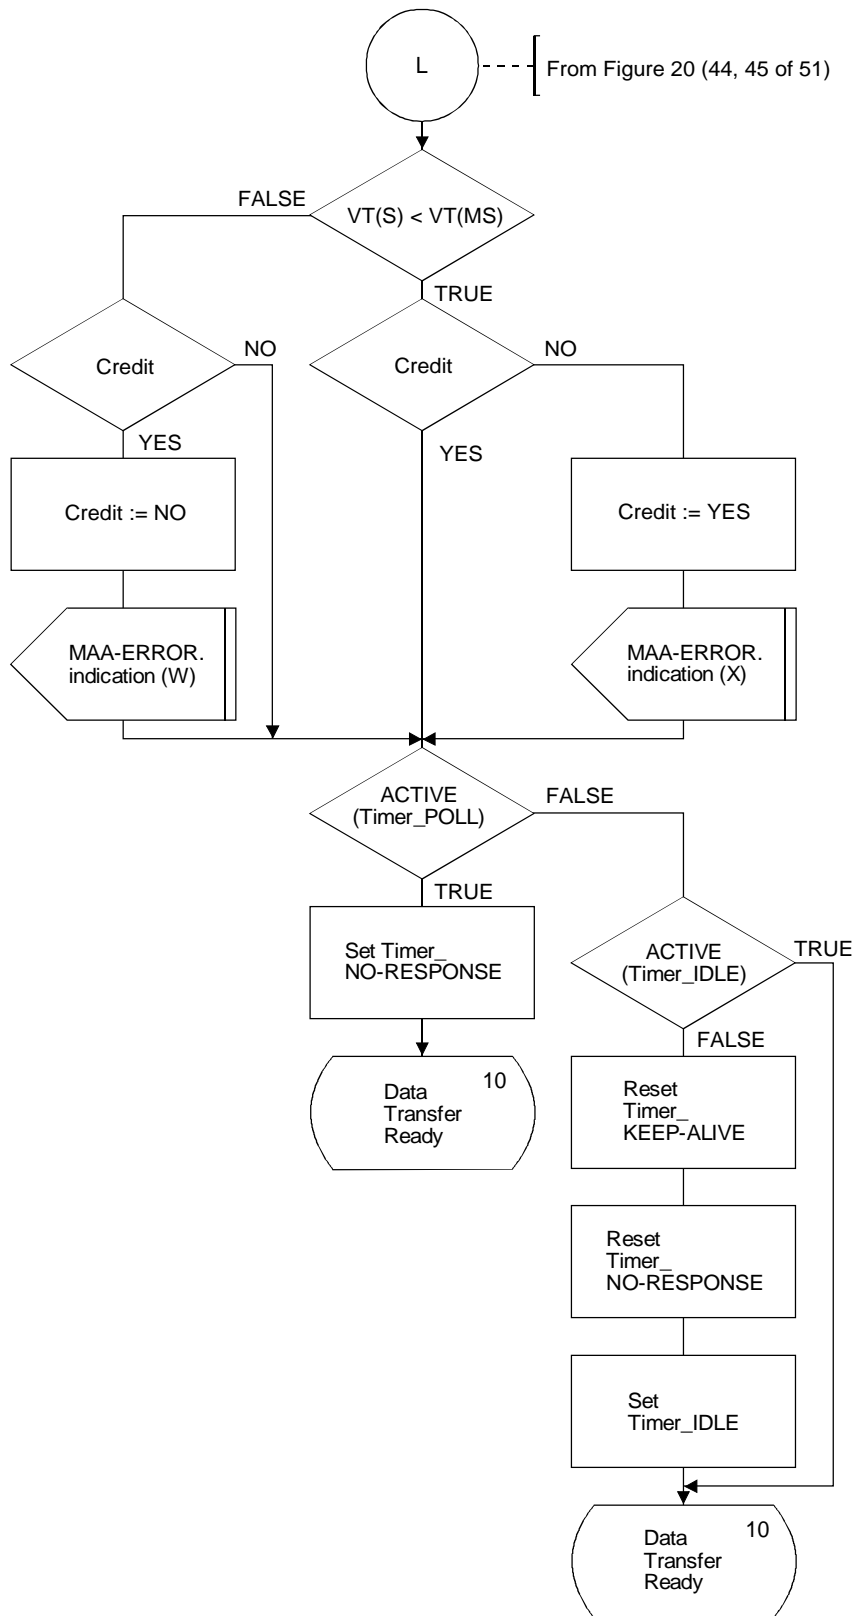 L
From Figure 20 (44, 45 of 51)
FALSE
VT(S) < VT(MS)
TRUE
Credit
NO
Credit
NO
YES
YES
Credit := NO
Credit := YES
MAA-ERROR.
indication (W)
MAA-ERROR.
indication (X)
ACTIVE
(Timer_POLL)
FALSE
TRUE
Set Timer_
NO-RESPONSE
ACTIVE
(Timer_IDLE)
TRUE
FALSE
10
Data
Transfer
Ready
Reset
Timer_
KEEP-ALIVE
Reset
Timer_
NO-RESPONSE
Set
Timer_IDLE
10
Data
Transfer
Ready